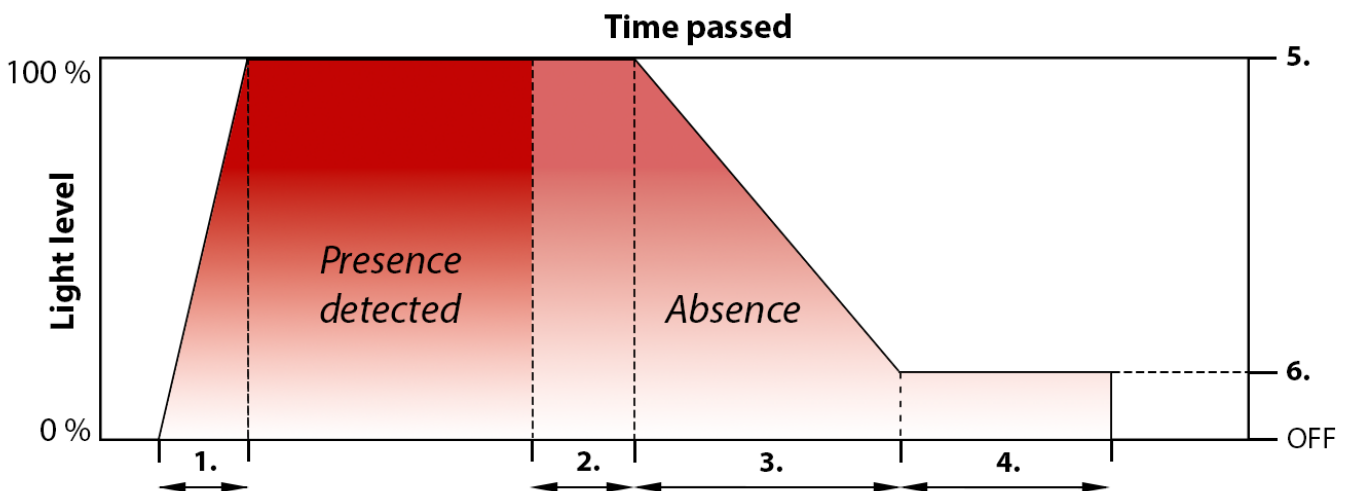 Time passed
100 %
5.
Light level
Presence
detected
Absence
6.
0 %
OFF
1.
2.
3.
4.